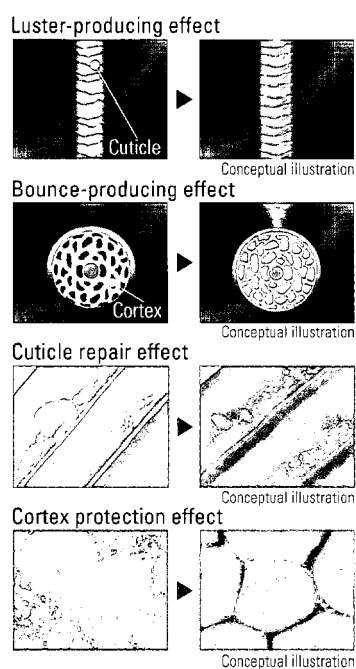 Luster-producing effect
Cuticle
Conceptual illustration
Bounce-producing effect
Cortex
Conceptual illustration
Cuticle repair effect
Conceptual illustration
Cortex protection effect
Conceptual illustration